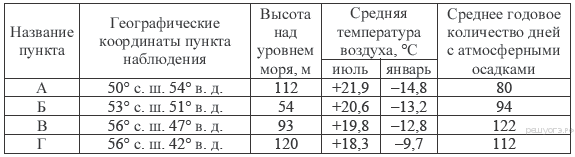 Название пункта | Географические координаты пункта наблюдения | Высота над уровнем моря, м | Средняя температура воздуха, °С | Среднее годовое количество дней с атмосферными осадками
июль | январь
А | 50° с. ш. 54° в. д. | 112 | +21,9 | –14,8 | 80
Б | 53° с. ш. 51° в. д. | 54 | +20,6 | –13,2 | 94
В | 56° с. ш. 47° в. д. | 93 | +19,8 | –12,8 | 122
Г | 56° с. ш. 42° в. д. | 120 | +18,3 | –9,7 | 112